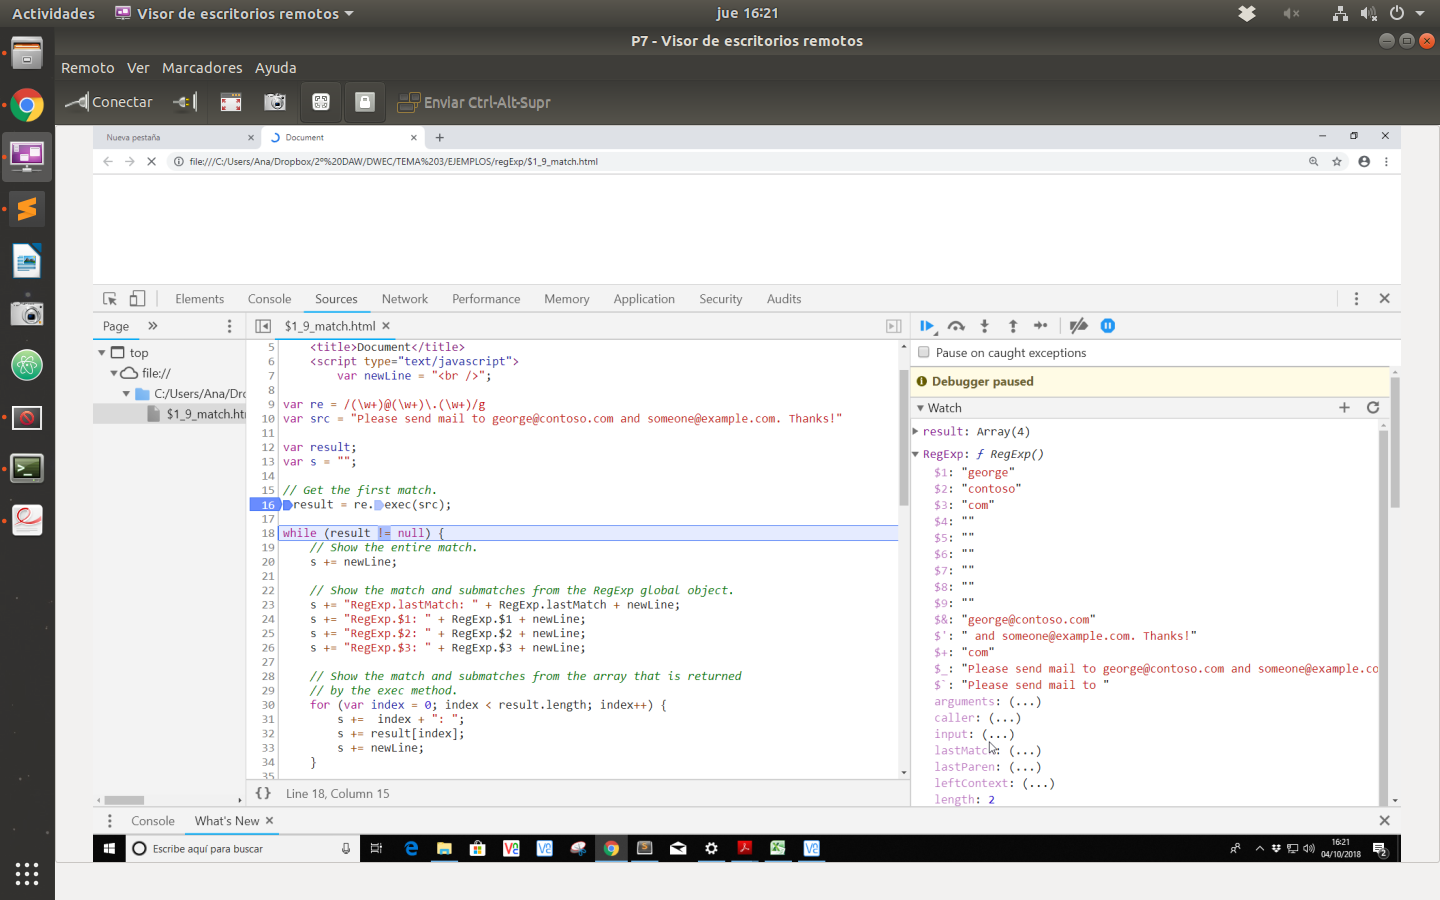 Actividades
Visor de escritorios remotos
jue 16:21
P7 - Visor de escritorios remotos
Remoto Ver Marcadores Ayuda
Conectar
Enviar Ctrl-Alt-Supr
Nueva pestaña
Document
file:///C:/Users/Ana/Dropbox/2º%20DAW/DWEC/TEMA%203/EJEMPLOS/regExp/$1_9_match.html
Elements Console Sources Network Performance Memory Application Security Audits
Page
top
file://
C:/Users/Ana/Dro
$1_9_match.htm
$1_9_match.html
5 <title>Document</title>
6 <script type="text/javascript">
7 var newLine = "<br />";
8
9 var re = /(\w+)@(\w+)\.(\w+)/g
10 var src = "Please send mail to george@contoso.com and someone@example.com. Thanks!"
11
12 var result;
13 var s = "";
14
15 // Get the first match.
16 result = re.exec(src);
17
18 while (result != null) {
19 // Show the entire match.
20 s += newLine;
21
22 // Show the match and submatches from the RegExp global object.
23 s += "RegExp.lastMatch: " + RegExp.lastMatch + newLine;
24 s += "RegExp.$1: " + RegExp.$1 + newLine;
25 s += "RegExp.$2: " + RegExp.$2 + newLine;
26 s += "RegExp.$3: " + RegExp.$3 + newLine;
27
28 // Show the match and submatches from the array that is returned
29 // by the exec method.
30 for (var index = 0; index < result.length; index++) {
31 s += index + ": ";
32 s += result[index];
33 s += newLine;
34 }
35
{} Line 18, Column 15
Pause on caught exceptions
Debugger paused
Watch
result: Array(4)
RegExp: ƒ RegExp()
$1: "george"
$2: "contoso"
$3: "com"
$4: ""
$5: ""
$6: ""
$7: ""
$8: ""
$9: ""
$&: "george@contoso.com"
$': " and someone@example.com. Thanks!"
$+: "com"
$_: "Please send mail to george@contoso.com and someone@example.co
$`: "Please send mail to "
arguments: (...)
caller: (...)
input: (...)
lastMatch: (...)
lastParen: (...)
leftContext: (...)
length: 2
Console What's New
Escribe aquí para buscar
16:21
04/10/2018
2